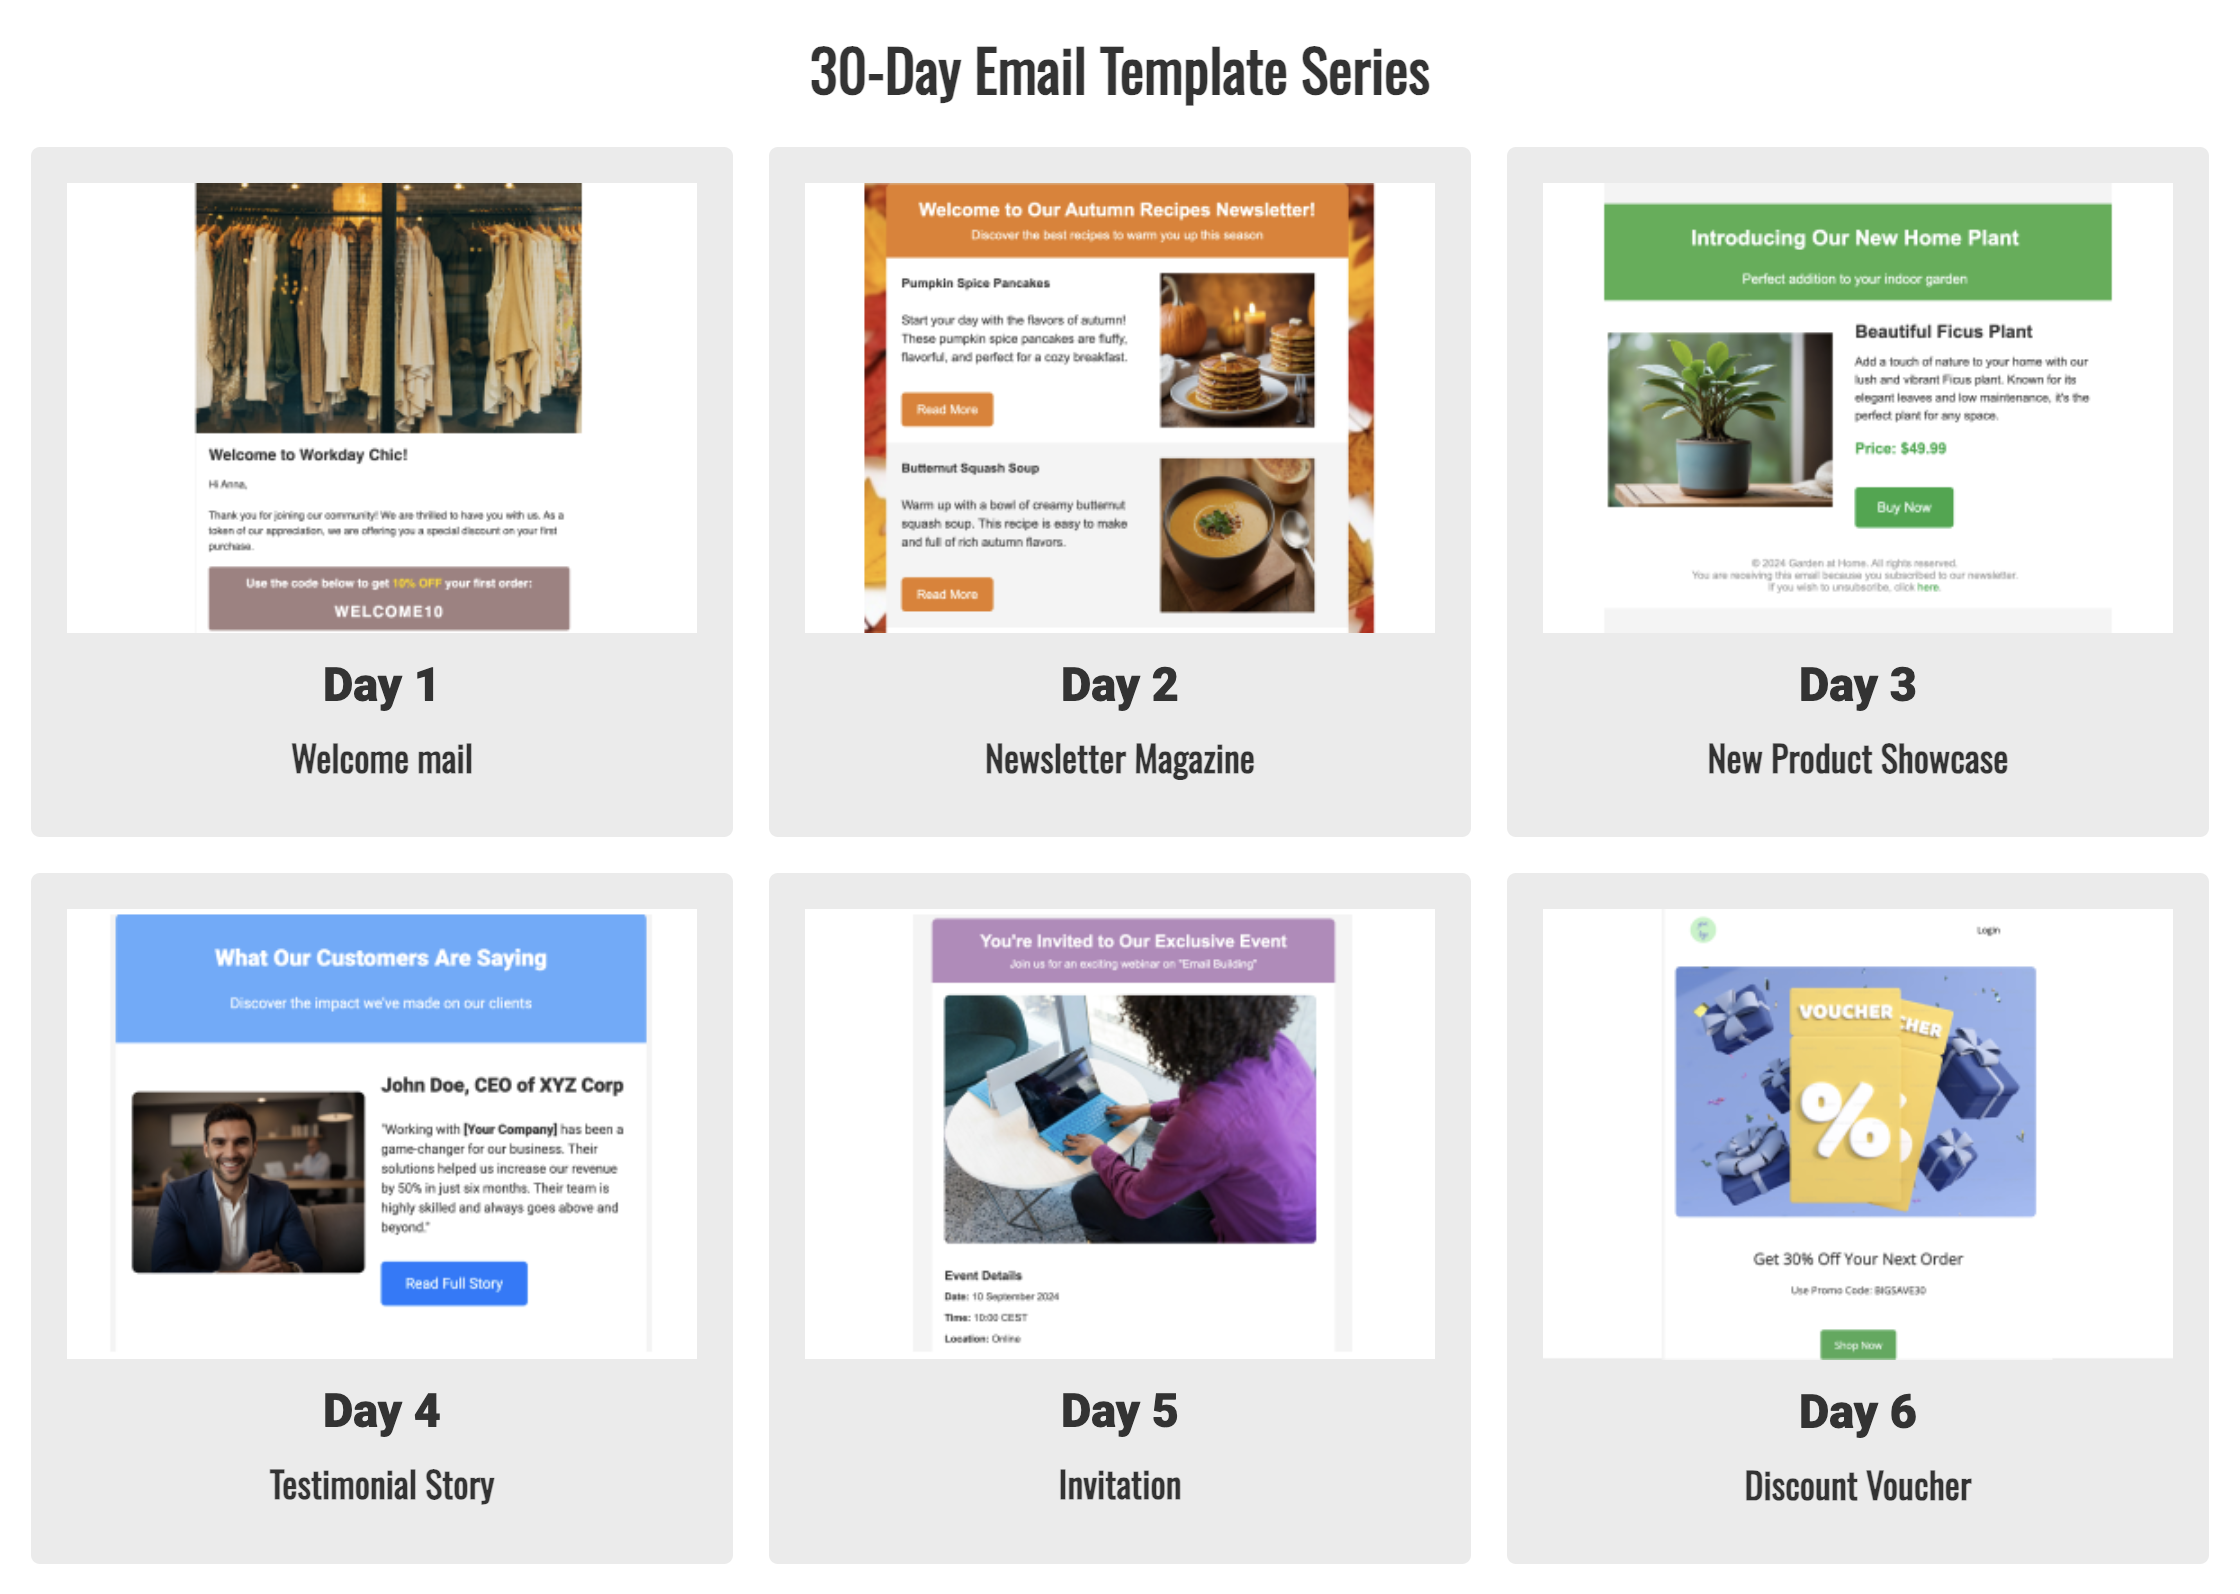 30-Day Email Template Series
Welcome to Workday Chic!
Hi Anna,
Thank you for joining our community! We are thrilled to have you with us. As a
token of our appreciation, we are offering you a special discount on your first
purchase.
Use the code below to get 10% OFF your first order:
WELCOME10
Day 1
Welcome mail
Welcome to Our Autumn Recipes Newsletter!
Discover the best recipes to warm you up this season
Pumpkin Spice Pancakes
Start your day with the flavors of autumn!
These pumpkin spice pancakes are fluffy,
flavorful, and perfect for a cozy breakfast.
Read More
Butternut Squash Soup
Warm up with a bowl of creamy butternut
squash soup. This recipe is easy to make
and full of rich autumn flavors.
Read More
Day 2
Newsletter Magazine
Introducing Our New Home Plant
Perfect addition to your indoor garden
Beautiful Ficus Plant
Add a touch of nature to your home with our
lush and vibrant Ficus plant. Known for its
elegant leaves and low maintenance, it's the
perfect plant for any space.
Price: $49.99
Buy Now
© 2024 Garden at Home. All rights reserved.
You are receiving this email because you subscribed to our newsletter.
If you wish to unsubscribe, click here.
Day 3
New Product Showcase
What Our Customers Are Saying
Discover the impact we've made on our clients
John Doe, CEO of XYZ Corp
"Working with [Your Company] has been a
game-changer for our business. Their
solutions helped us increase our revenue
by 50% in just six months. Their team is
highly skilled and always goes above and
beyond."
Read Full Story
Day 4
Testimonial Story
You're Invited to Our Exclusive Event
Join us for an exciting webinar on "Email Building"
Event Details
Date: 10 September 2024
Time: 10:00 CEST
Location: Online
Day 5
Invitation
Login
VOUCHER
CHER
%
Get 30% Off Your Next Order
Use Promo Code: BIGSAVE30
Shop Now
Day 6
Discount Voucher